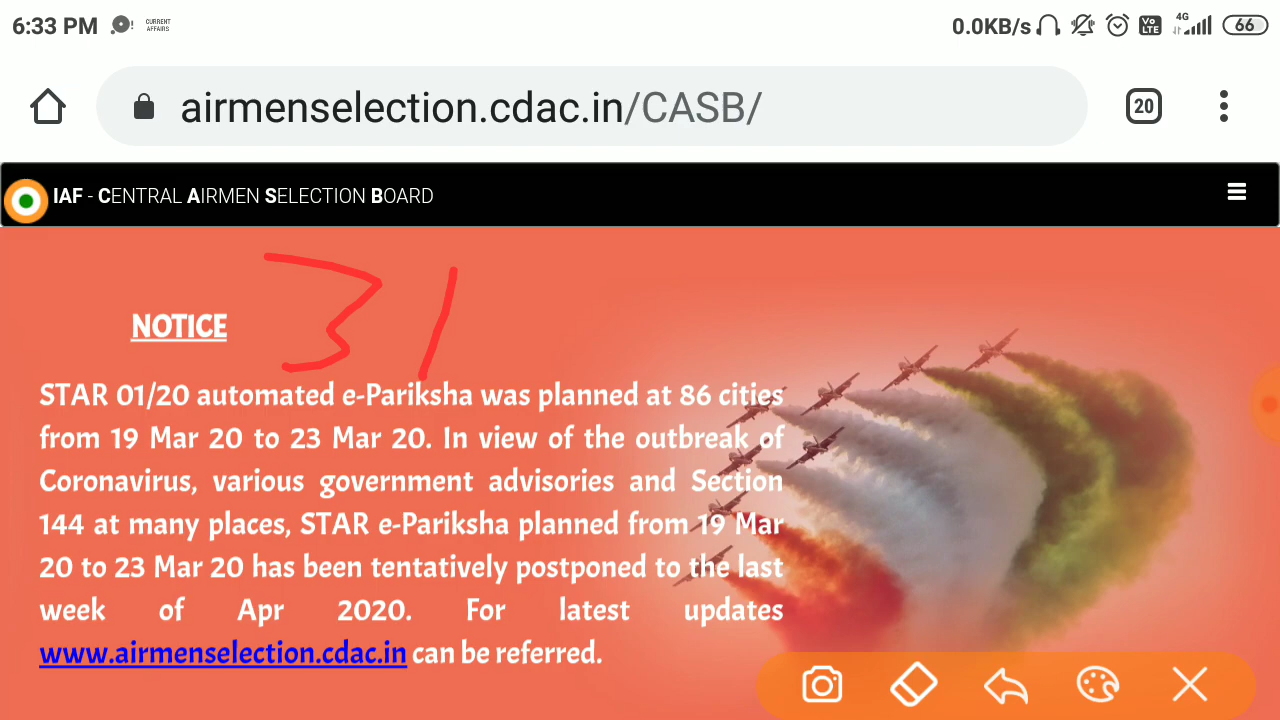 6:33 PM CURRENT AFFAIRS 0.0KB/s Vo LTE 4G 66
airmenselection.cdac.in/CASB/ 20
IAF - CENTRAL AIRMEN SELECTION BOARD
31
NOTICE
STAR 01/20 automated e-Pariksha was planned at 86 cities
from 19 Mar 20 to 23 Mar 20. In view of the outbreak of
Coronavirus, various government advisories and Section
144 at many places, STAR e-Pariksha planned from 19 Mar
20 to 23 Mar 20 has been tentatively postponed to the last
week of Apr 2020. For latest updates
www.airmenselection.cdac.in can be referred.